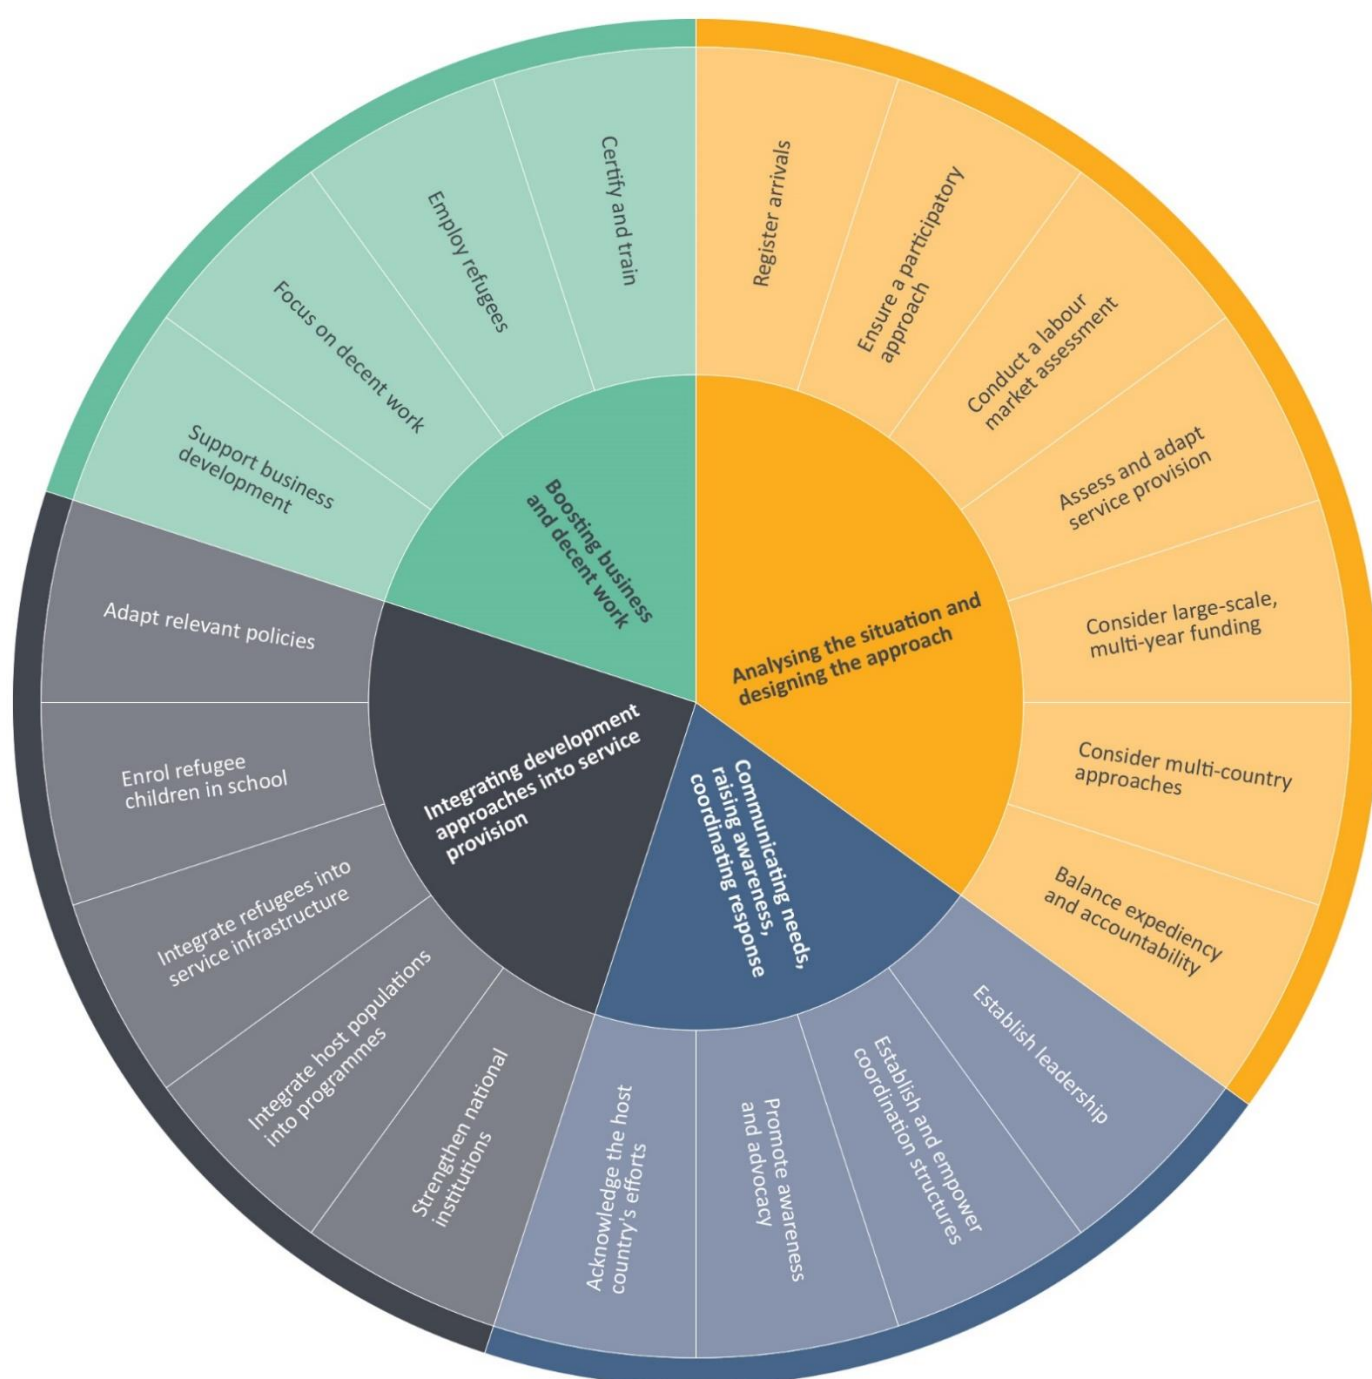 Analysing the situation and
designing the approach
Register arrivals
Ensure a participatory
approach
Conduct a labour
market assessment
Assess and adapt
service provision
Consider large-scale,
multi-year funding
Consider multi-country
approaches
Balance expediency
and accountability
Communicating needs,
raising awareness,
coordinating response
Establish leadership
Establish and empower
coordination structures
Promote awareness
and advocacy
Acknowledge the host
country's efforts
Integrating development
approaches into service
provision
Strengthen national
institutions
Integrate host populations
into programmes
Integrate refugees into
service infrastructure
Enrol refugee
children in school
Adapt relevant policies
Boosting business
and decent work
Support business
development
Focus on decent work
Employ refugees
Certify and train